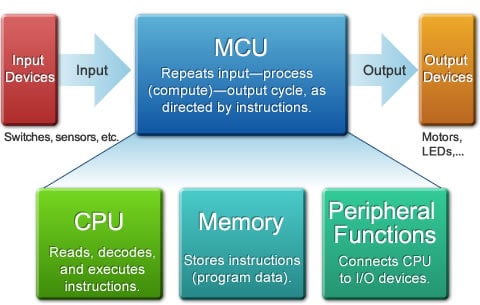 Input
Devices
Input
MCU
Repeats input—process
(compute)—output cycle, as
directed by instructions.
Output
Output
Devices
Switches, sensors, etc.
Motors,
LEDs,...
CPU
Reads, decodes,
and executes
instructions.
Memory
Stores instructions
(program data).
Peripheral
Functions
Connects CPU
to I/O devices.